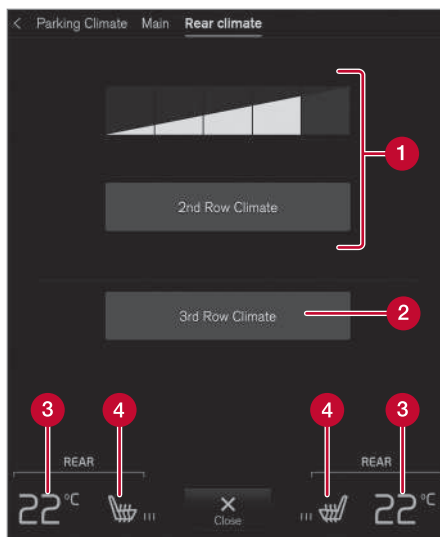 < Parking Climate Main Rear climate
1
2nd Row Climate
3rd Row Climate
2
3 4 4 3
REAR REAR
22°C 22°C
Close